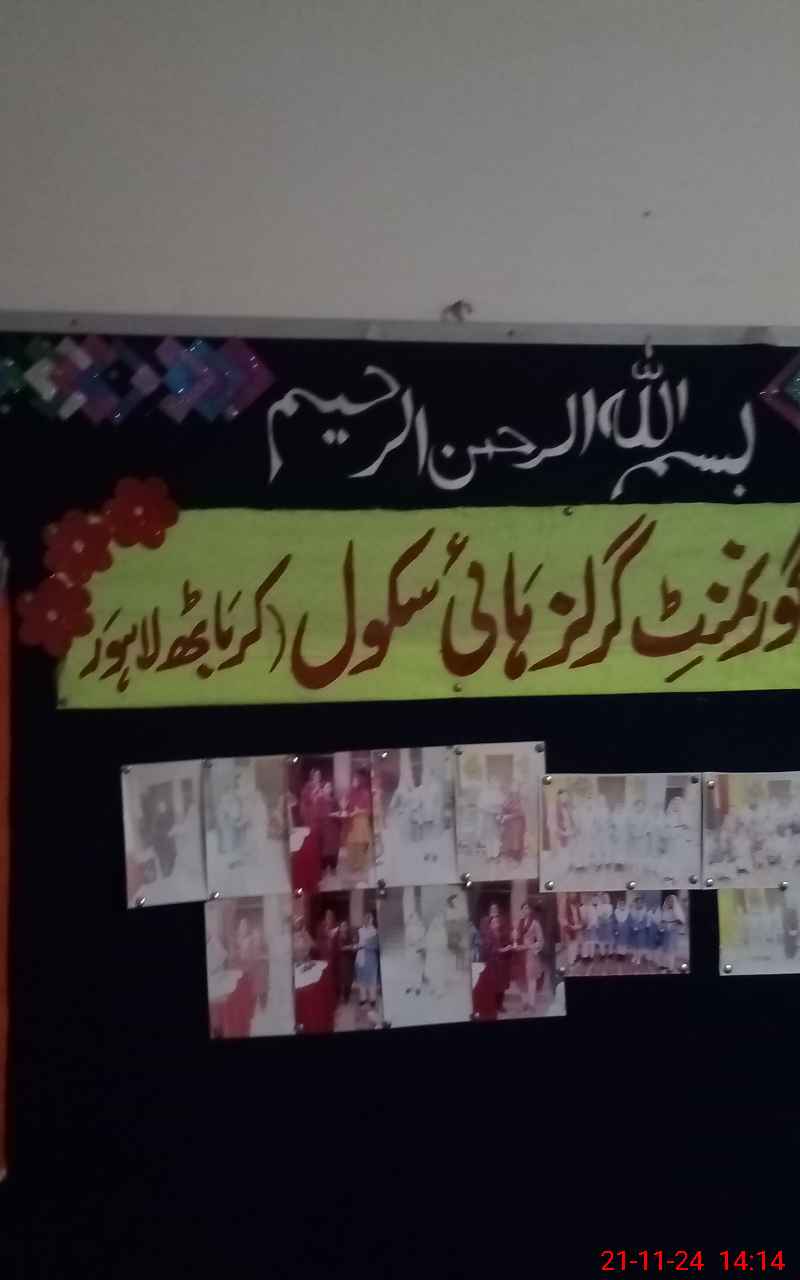 بسم اللہ الرحمن الرحیم
گورنمنٹ گرلز ہائی سکول (کرباٹھ لاہور
21-11-24 14:14